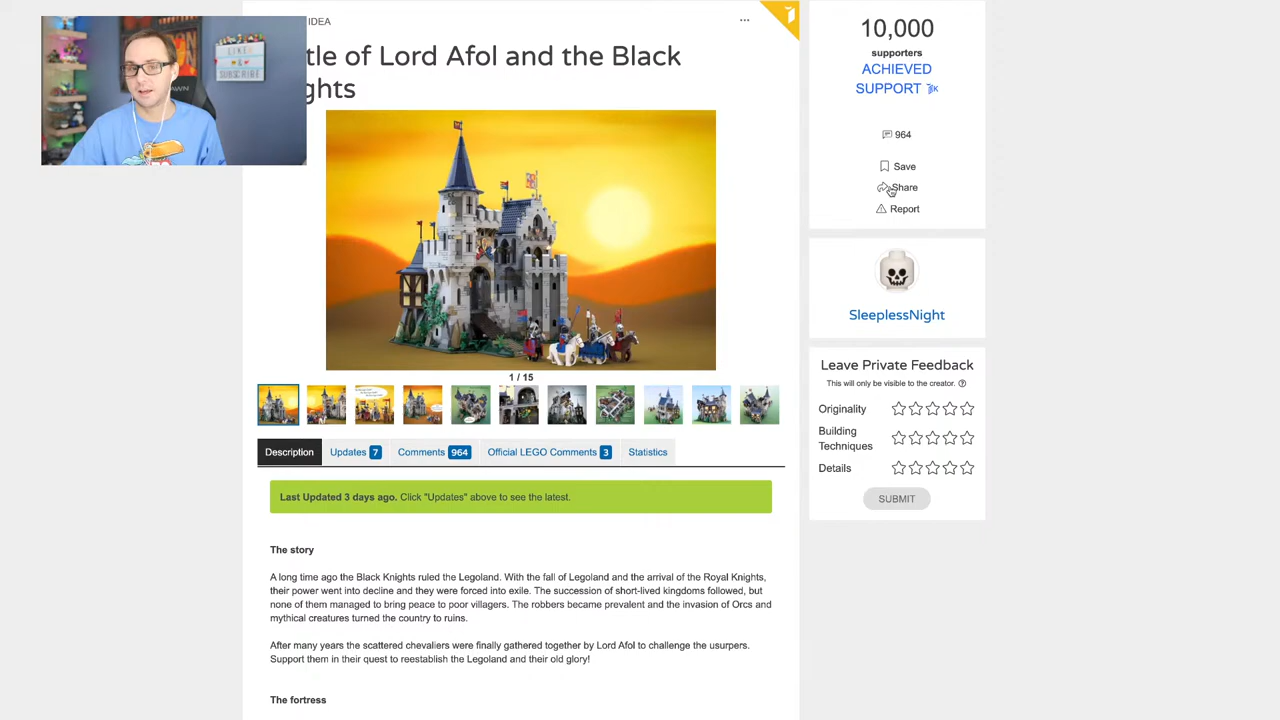 IDEA
tle of Lord Afol and the Black
ghts
LIKE
&
SUBSCRIBE
1 / 15
Description
Updates 7
Comments 964
Official LEGO Comments 3
Statistics
Last Updated 3 days ago. Click "Updates" above to see the latest.
The story
A long time ago the Black Knights ruled the Legoland. With the fall of Legoland and the arrival of the Royal Knights,
their power went into decline and they were forced into exile. The succession of short-lived kingdoms followed, but
none of them managed to bring peace to poor villagers. The robbers became prevalent and the invasion of Orcs and
mythical creatures turned the country to ruins.
After many years the scattered chevaliers were finally gathered together by Lord Afol to challenge the usurpers.
Support them in their quest to reestablish the Legoland and their old glory!
The fortress
10,000
supporters
ACHIEVED
SUPPORT
964
Save
Share
Report
SleeplessNight
Leave Private Feedback
This will only be visible to the creator.
Originality
Building
Techniques
Details
SUBMIT